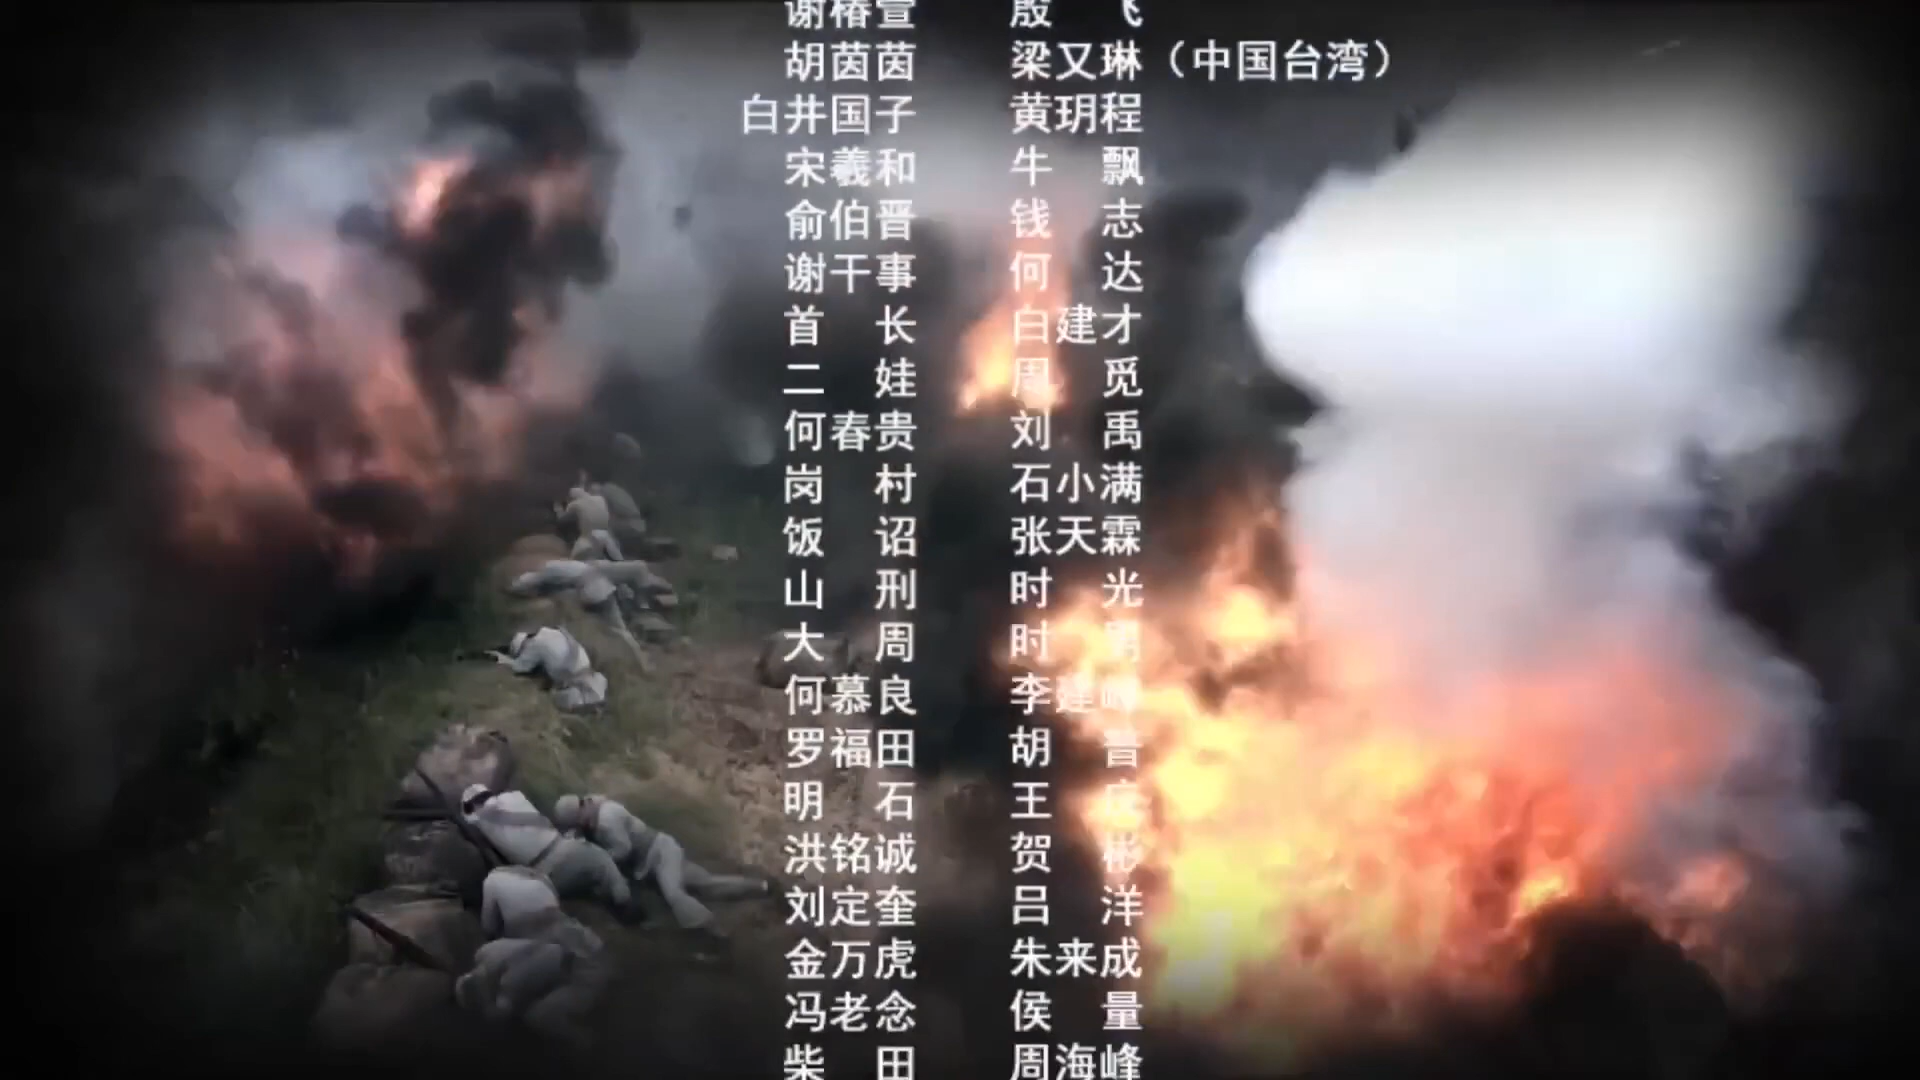 谢椿萱 殷 飞
胡茵茵 梁又琳（中国台湾）
白井国子 黄玥程
宋羲和 牛 飘
俞伯晋 钱 志
谢干事 何 达
首 长 白建才
二 娃 周 觅
何春贵 刘 禹
岗 村 石小满
饭 诏 张天霖
山 刑 时 光
大 周 时
何慕良 李建峰
罗福田 胡
明 石 王
洪铭诚 贺 彬
刘定奎 吕 洋
金万虎 朱来成
冯老念 侯 量
柴 田 周海峰